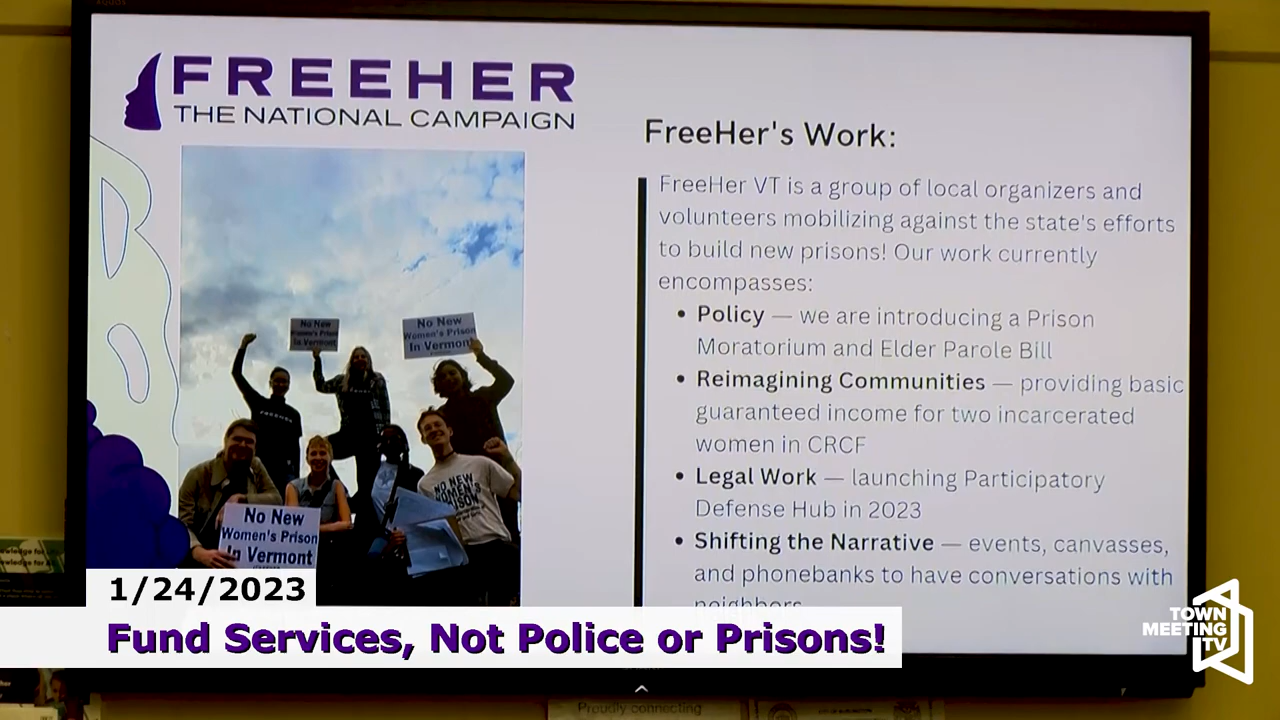 FREEHER
THE NATIONAL CAMPAIGN
No New
Women's Prison
In Vermont
No New
Women's Prison
In Vermont
NO NEW
WOMEN'S
PRISON
No New
Women's Prison
In Vermont
FreeHer's Work:
FreeHer VT is a group of local organizers and
volunteers mobilizing against the state's efforts
to build new prisons! Our work currently
encompasses:
• Policy — we are introducing a Prison
Moratorium and Elder Parole Bill
• Reimagining Communities — providing basic
guaranteed income for two incarcerated
women in CRCF
• Legal Work — launching Participatory
Defense Hub in 2023
• Shifting the Narrative — events, canvasses,
and phonebanks to have conversations with
neighbors
1/24/2023
Fund Services, Not Police or Prisons!
TOWN
MEETING
TV
Proudly connecting